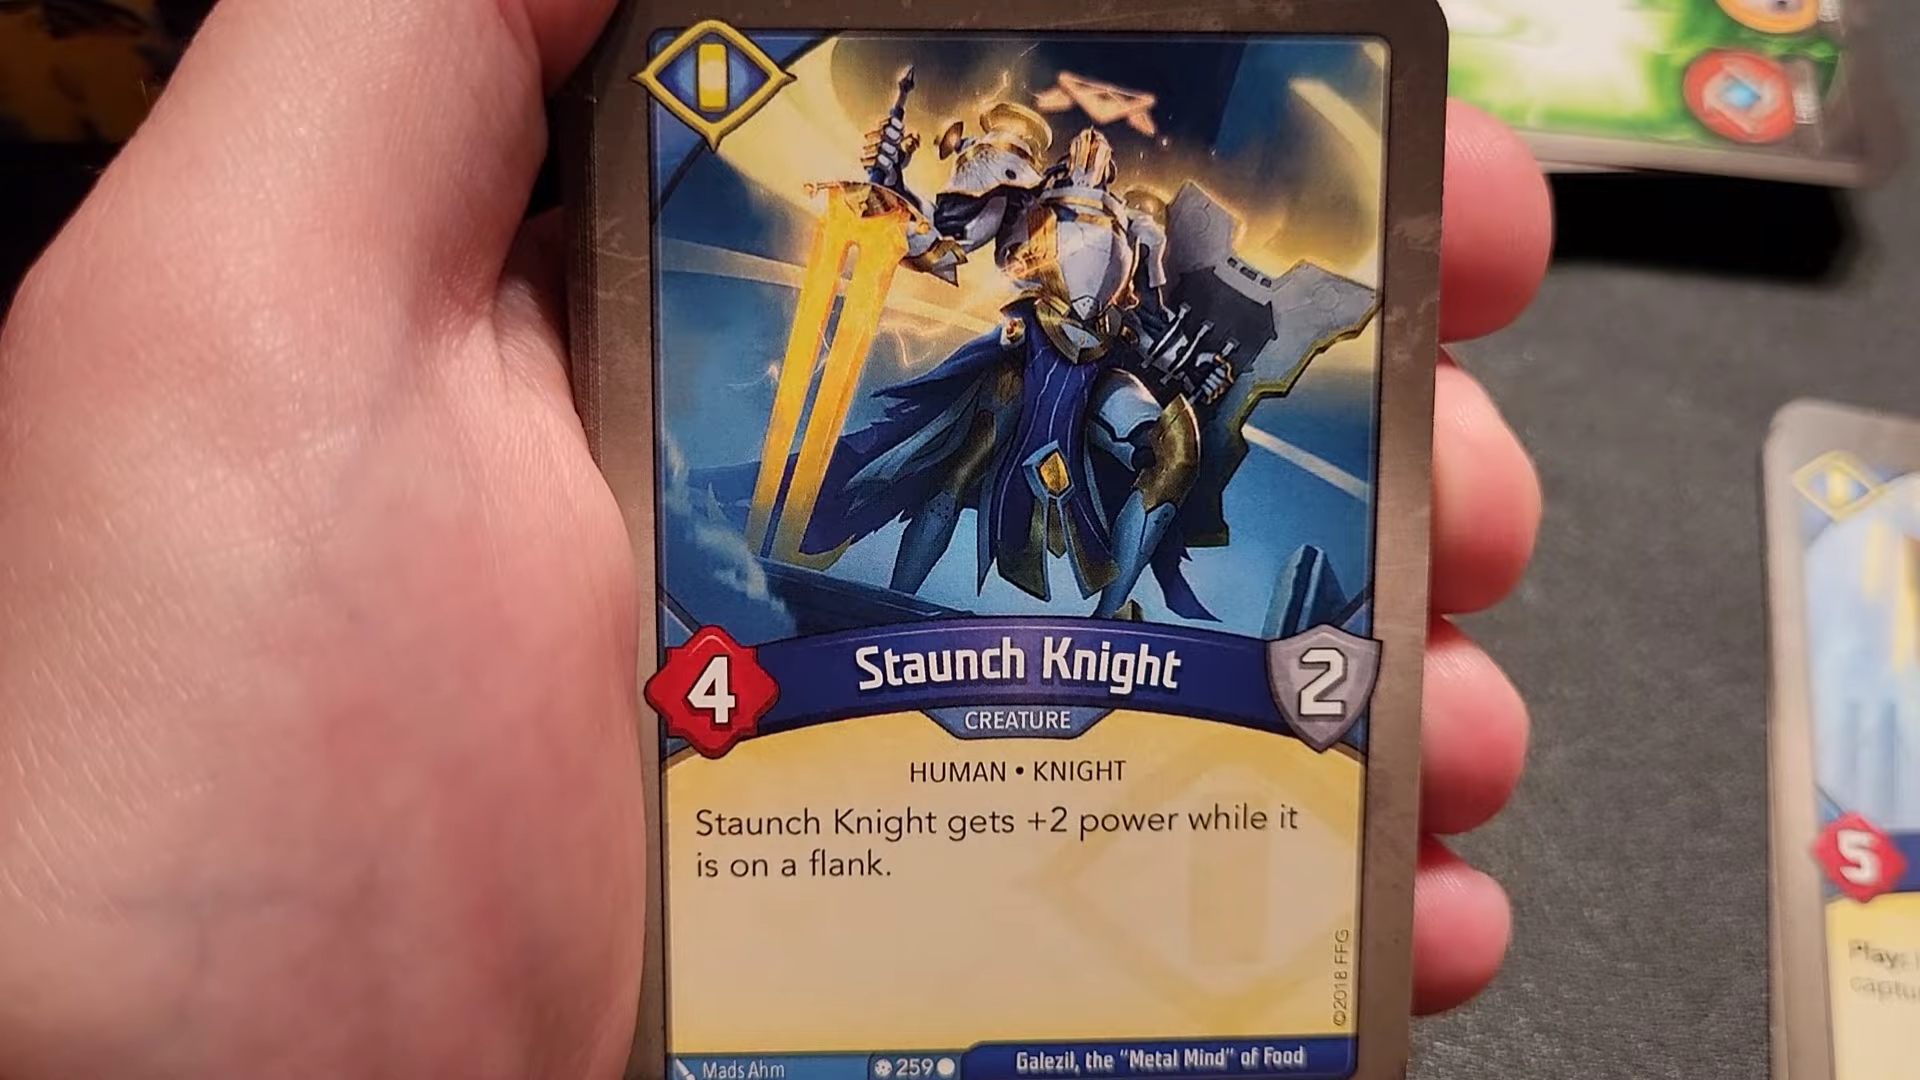 4
Staunch Knight
2
CREATURE
HUMAN • KNIGHT
Staunch Knight gets +2 power while it
is on a flank.
©2018 FFG
Mads Ahm
259
Galezil, the "Metal Mind" of Food
5
Play: